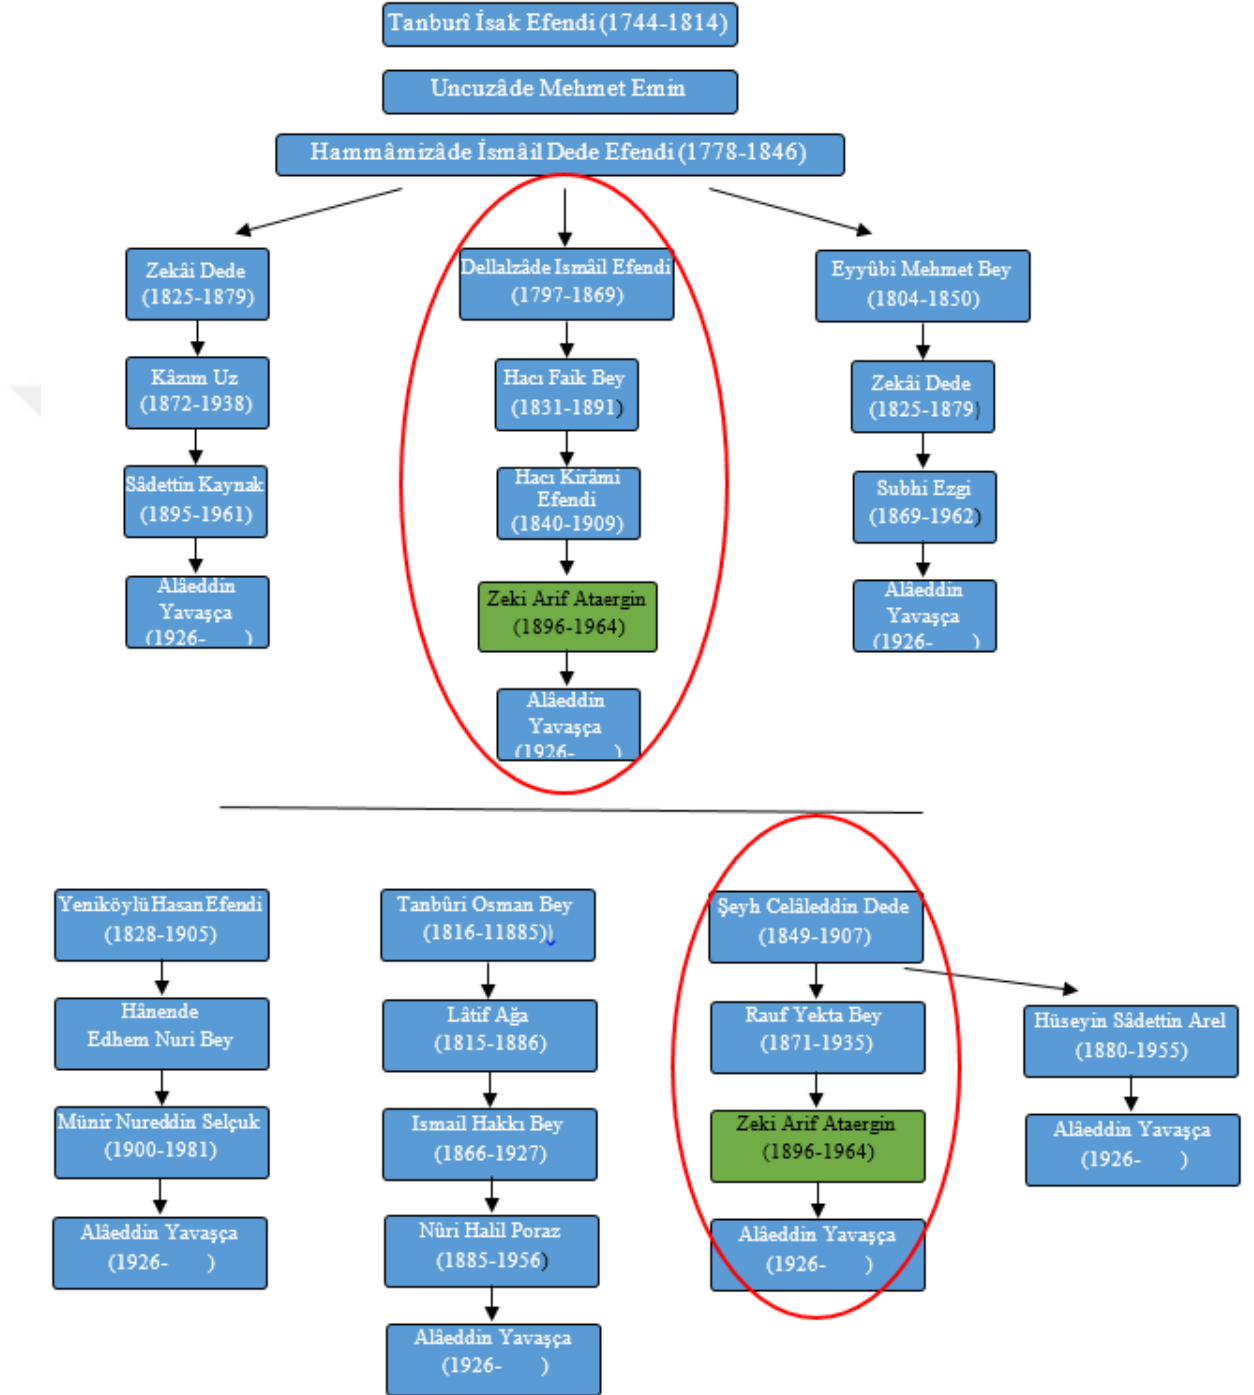 Tanburî İsak Efendi (1744-1814)
Uncuzâde Mehmet Emin
Hammâmizâde İsmâil Dede Efendi (1778-1846)
Zekâi Dede
(1825-1879)
Kâzım Uz
(1872-1938)
Sâdettin Kaynak
(1895-1961)
Alâeddin
Yavaşça
(1926- )
Dellalzâde Ismâil Efendi
(1797-1869)
Hacı Faik Bey
(1831-1891)
Hacı Kirâmi
Efendi
(1840-1909)
Zeki Arif Ataergin
(1896-1964)
Alâeddin
Yavaşça
(1926- )
Eyyûbi Mehmet Bey
(1804-1850)
Zekâi Dede
(1825-1879)
Subhi Ezgi
(1869-1962)
Alâeddin
Yavaşça
(1926- )
Yeniköylü Hasan Efendi
(1828-1905)
Hânende
Edhem Nuri Bey
Münir Nureddin Selçuk
(1900-1981)
Alâeddin Yavaşça
(1926- )
Tanbûri Osman Bey
(1816-11885))
Lâtif Ağa
(1815-1886)
Ismail Hakkı Bey
(1866-1927)
Nûri Halil Poraz
(1885-1956)
Alâeddin Yavaşça
(1926- )
Şeyh Celâleddin Dede
(1849-1907)
Rauf Yekta Bey
(1871-1935)
Zeki Arif Ataergin
(1896-1964)
Alâeddin Yavaşça
(1926- )
Hüseyin Sâdettin Arel
(1880-1955)
Alâeddin Yavaşça
(1926- )